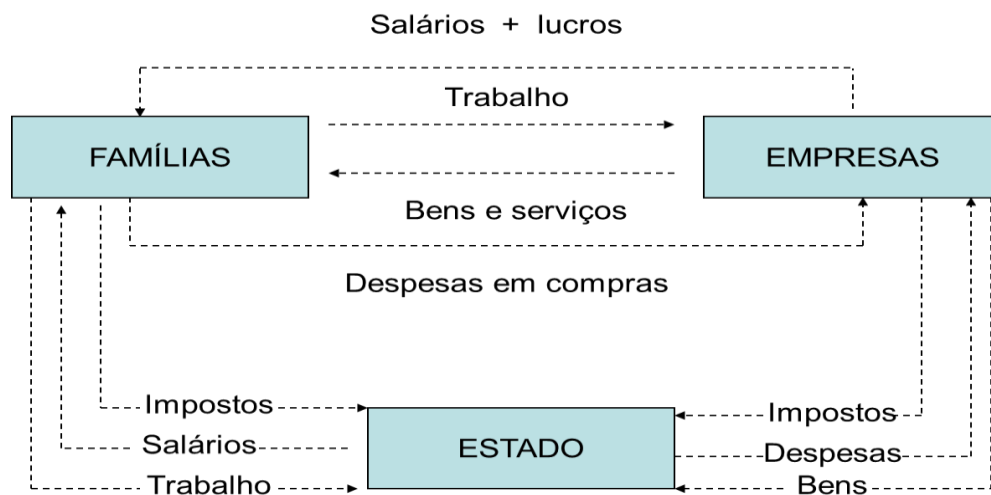 Salários + lucros
Trabalho
FAMÍLIAS
EMPRESAS
Bens e serviços
Despesas em compras
Impostos
Impostos
Salários
ESTADO
Despesas
Trabalho
Bens